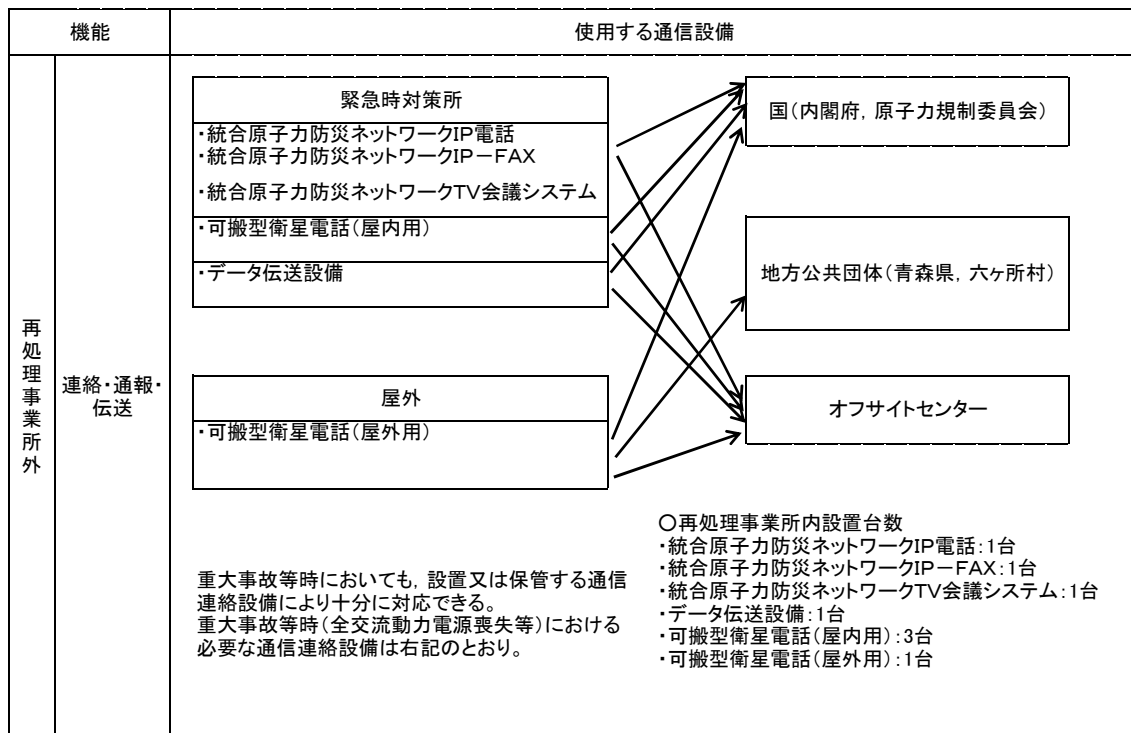 機能
使用する通信設備
再処理事業所外
連絡・通報・
伝送
緊急時対策所
・統合原子力防災ネットワークIP電話
・統合原子力防災ネットワークIP－FAX
・統合原子力防災ネットワークTV会議システム
・可搬型衛星電話(屋内用)
・データ伝送設備
屋外
・可搬型衛星電話(屋外用)
国(内閣府，原子力規制委員会)
地方公共団体(青森県，六ヶ所村)
オフサイトセンター
重大事故等時においても，設置又は保管する通信
連絡設備により十分に対応できる。
重大事故等時(全交流動力電源喪失等)における
必要な通信連絡設備は右記のとおり。
○再処理事業所内設置台数
・統合原子力防災ネットワークIP電話：1台
・統合原子力防災ネットワークIP－FAX：1台
・統合原子力防災ネットワークTV会議システム：1台
・データ伝送設備：1台
・可搬型衛星電話(屋内用)：3台
・可搬型衛星電話(屋外用)：1台